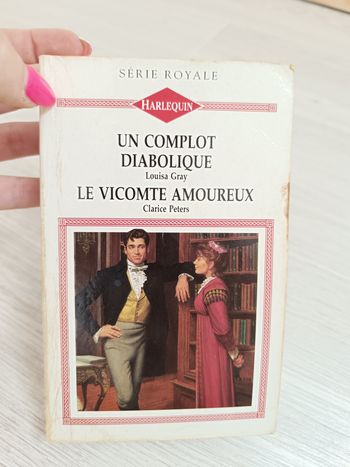 SÉRIE ROYALE
HARLEQUIN
UN COMPLOT
DIABOLIQUE
Louisa Gray
LE VICOMTE AMOUREUX
Clarice Peters